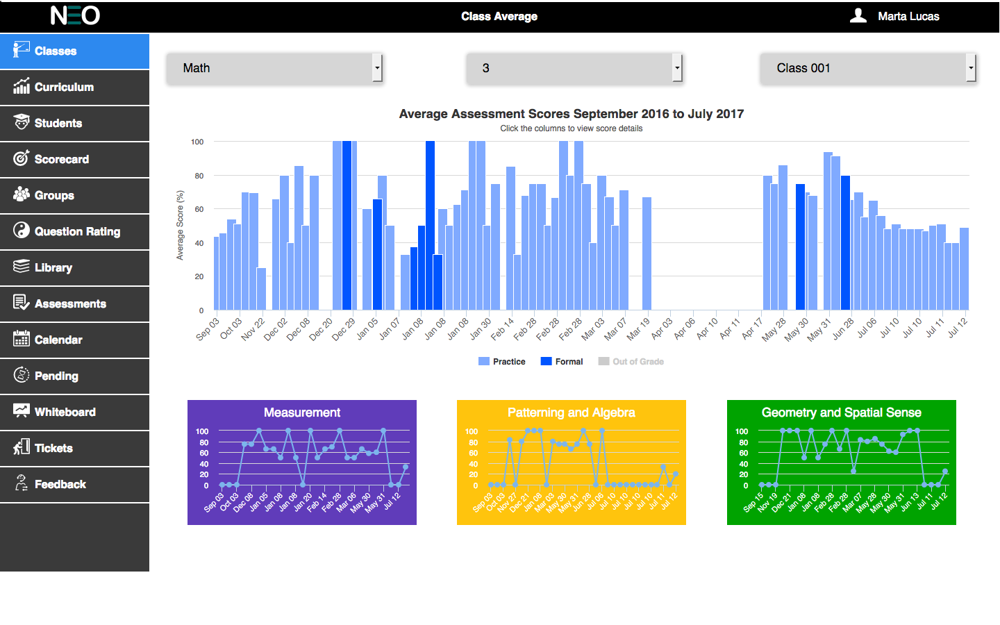 NEO
Class Average
Marta Lucas
Classes
Curriculum
Students
Scorecard
Groups
Question Rating
Library
Assessments
Calendar
Pending
Whiteboard
Tickets
Feedback
Math
3
Class 001
Average Assessment Scores September 2016 to July 2017
Click the columns to view score details
Average Score (%)
100
80
60
40
20
0
Sep 03 Oct 03 Nov 22 Dec 02 Dec 08 Dec 20 Dec 29 Jan 05 Jan 07 Jan 08 Jan 08 Jan 08 Jan 30 Feb 14 Feb 28 Feb 28 Feb 28 Mar 03 Mar 07 Mar 19 Apr 03 Apr 06 Apr 10 Apr 11 Apr 17 May 28 May 30 May 31 Jun 28 Jul 06 Jul 10 Jul 10 Jul 11 Jul 12
Practice Formal Out of Grade
Measurement
100
80
60
40
20
0
Sep 03 Oct 03 Dec 08 Jan 05 Jan 08 Jan 08 Jan 20 Feb 14 Feb 28 Mar 06 May 30 May 31 Jul 12
Patterning and Algebra
100
80
60
40
20
0
Sep 03 Oct 03 Nov 27 Dec 21 Jan 08 Mar 03 May 30 May 31 Jun 28 Jul 06 Jul 10 Jul 10 Jul 10 Jul 10 Jul 11 Jul 12
Geometry and Spatial Sense
100
80
60
40
20
0
Sep 15 Nov 19 Dec 21 Jan 08 Jan 08 Feb 28 Feb 28 Mar 07 May 28 May 30 May 31 Jun 13 Jul 11 Jul 12